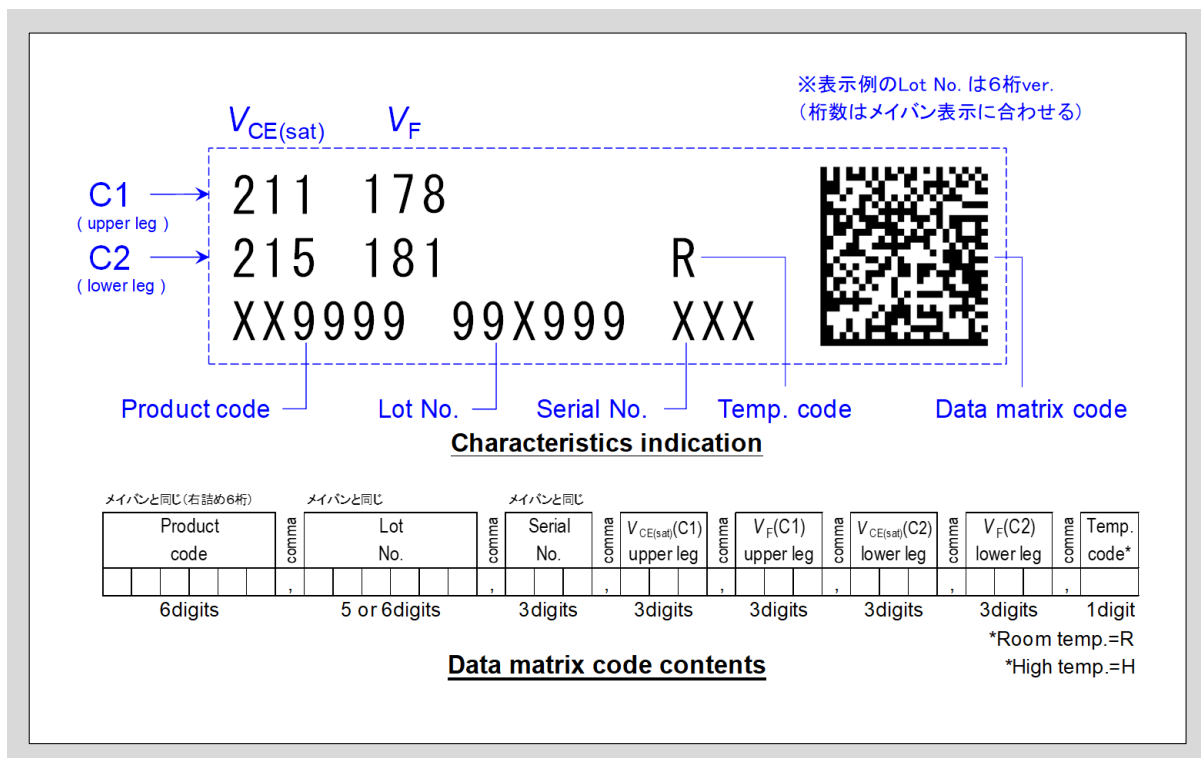 ※表示例のLot No. は6桁ver.
（桁数はメイバン表示に合わせる）
VCE(sat) VF
C1 211 178
( upper leg )
C2 215 181 R
( lower leg )
XX9999 99X999 XXX
Product code Lot No. Serial No. Temp. code Data matrix code
Characteristics indication
メイバンと同じ（右詰め6桁） メイバンと同じ メイバンと同じ
Product code comma Lot No. comma Serial No. comma VCE(sat)(C1) upper leg comma VF(C1) upper leg comma VCE(sat)(C2) lower leg comma VF(C2) lower leg comma Temp. code*
, , , , , , ,
6digits 5 or 6digits 3digits 3digits 3digits 3digits 3digits 1digit
*Room temp.=R
Data matrix code contents *High temp.=H